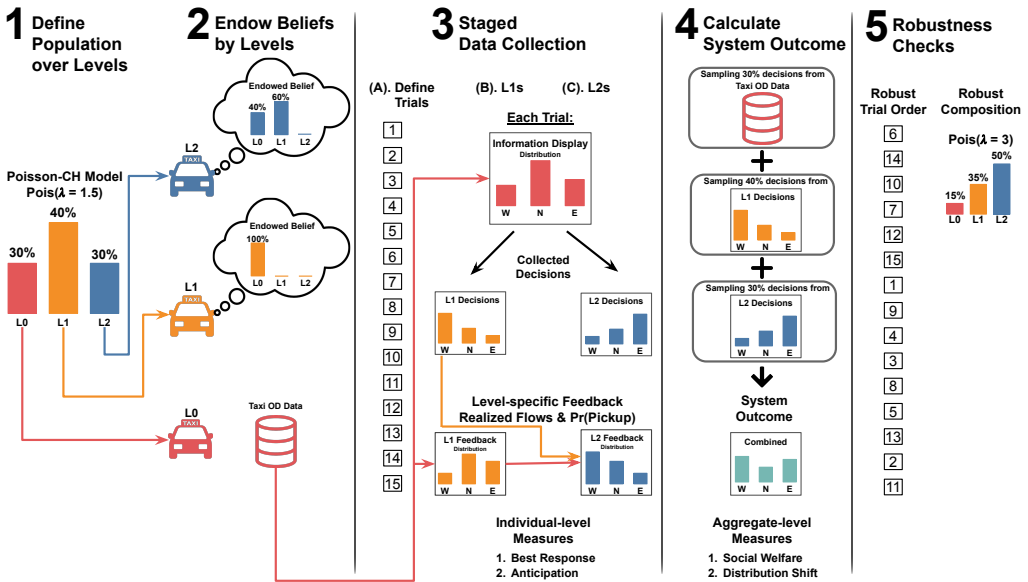 1 Define
Population
over Levels
Poisson-CH Model
Pois(λ = 1.5)
30%
40%
30%
L0
L1
L2
2 Endow Beliefs
by Levels
Endowed Belief
40%
60%
L0
L1
L2
L2
TAXI
Endowed Belief
100%
L0
L1
L2
L1
TAXI
L0
TAXI
Taxi OD Data
3 Staged
Data Collection
(A). Define
Trials
(B). L1s
(C). L2s
1
2
3
4
5
6
7
8
9
10
11
12
13
14
15
Each Trial:
Information Display
Distribution
W N E
Collected
Decisions
L1 Decisions
W N E
L2 Decisions
W N E
Level-specific Feedback
Realized Flows & Pr(Pickup)
L1 Feedback
Distribution
W N E
L2 Feedback
Distribution
W N E
Individual-level
Measures
1. Best Response
2. Anticipation
4 Calculate
System Outcome
Sampling 30% decisions from
Taxi OD Data
Sampling 40% decisions from
L1 Decisions
W N E
Sampling 30% decisions from
L2 Decisions
W N E
System
Outcome
Combined
W N E
Aggregate-level
Measures
1. Social Welfare
2. Distribution Shift
5 Robustness
Checks
Robust
Trial Order
6
14
10
7
12
15
1
9
4
3
8
5
13
2
11
Robust
Composition
Pois(λ = 3)
15%
35%
50%
L0
L1
L2